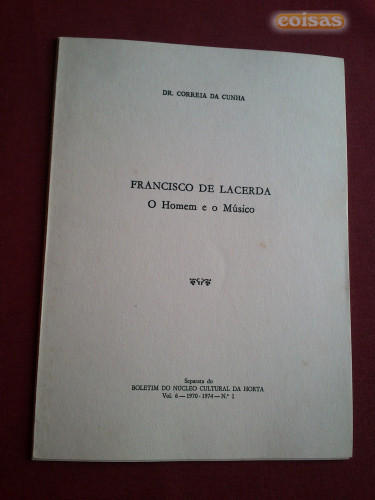 coisas
DR. CORREIA DA CUNHA
FRANCISCO DE LACERDA
O Homem e o Músico
Separata do
BOLETIM DO NÚCLEO CULTURAL DA HORTA
Vol. 6 — 1970 - 1974 — N.º 1